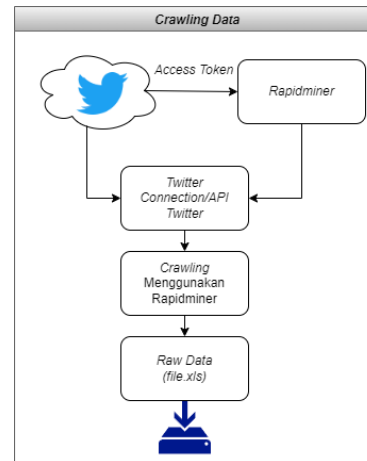 Crawling Data
Access Token
Rapidminer
Twitter
Connection/API
Twitter
Crawling
Menggunakan
Rapidminer
Raw Data
(file.xls)